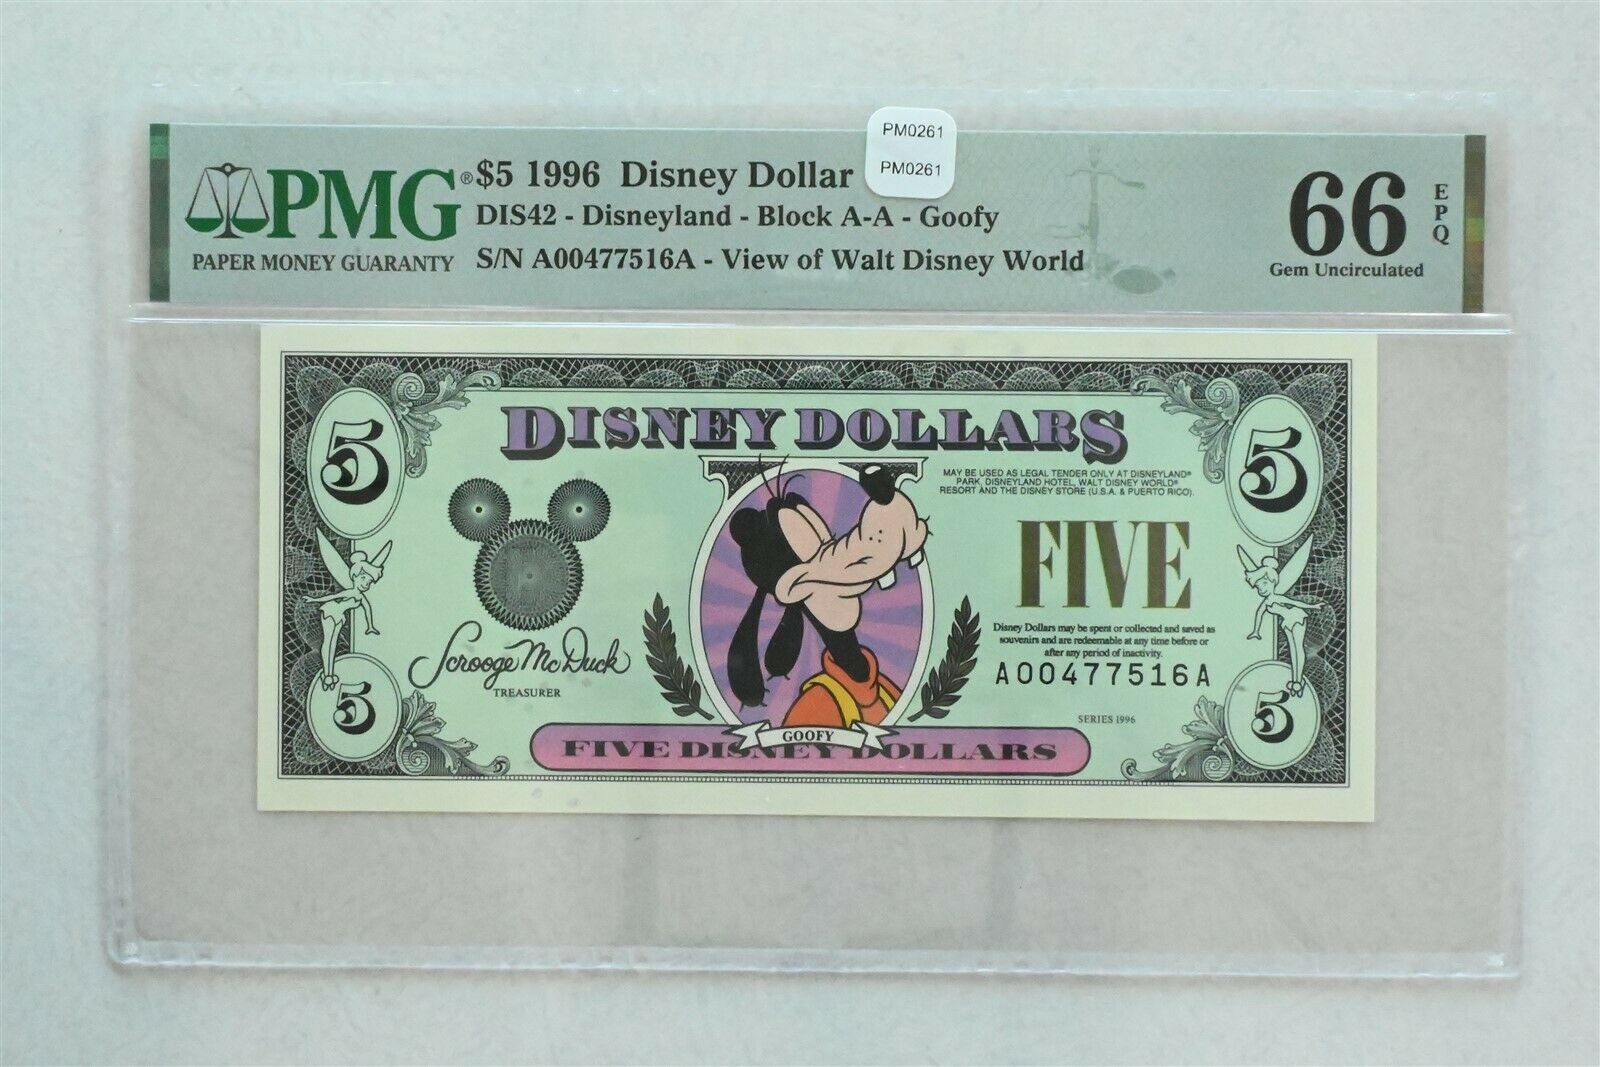 PM0261
PM0261
PMG®
PAPER MONEY GUARANTY
$5 1996 Disney Dollar
DIS42 - Disneyland - Block A-A - Goofy
S/N A00477516A - View of Walt Disney World
66
EPQ
Gem Uncirculated
5
5
DISNEY DOLLARS
MAY BE USED AS LEGAL TENDER ONLY AT DISNEYLAND®
PARK, DISNEYLAND HOTEL, WALT DISNEY WORLD®
RESORT AND THE DISNEY STORE (U.S.A. & PUERTO RICO).
FIVE
Disney Dollars may be spent or collected and saved as
souvenirs and are redeemable at any time before or
after any period of inactivity.
A00477516A
Scrooge McDuck
TREASURER
SERIES 1996
5
5
GOOFY
FIVE DISNEY DOLLARS